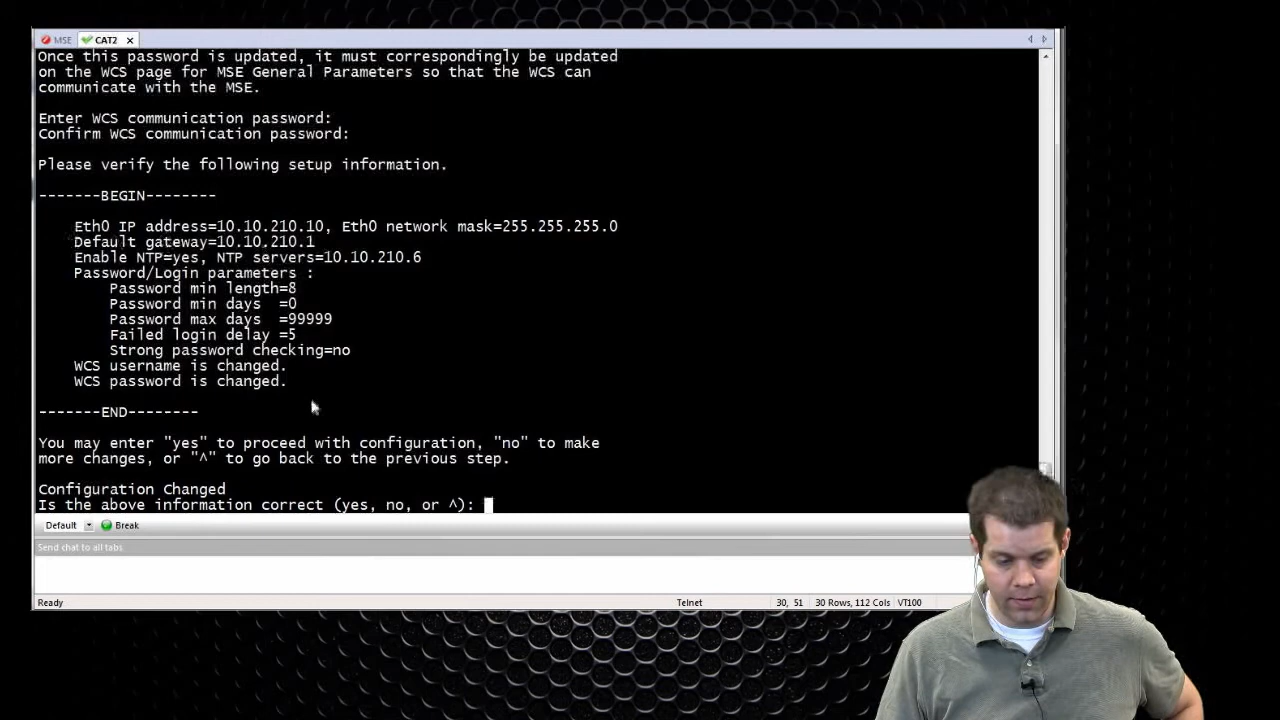 MSE CAT2
Once this password is updated, it must correspondingly be updated
on the WCS page for MSE General Parameters so that the WCS can
communicate with the MSE.
Enter WCS communication password:
Confirm WCS communication password:
Please verify the following setup information.
-------BEGIN--------
Eth0 IP address=10.10.210.10, Eth0 network mask=255.255.255.0
Default gateway=10.10.210.1
Enable NTP=yes, NTP servers=10.10.210.6
Password/Login parameters :
Password min length=8
Password min days =0
Password max days =99999
Failed login delay =5
Strong password checking=no
WCS username is changed.
WCS password is changed.
-------END--------
You may enter "yes" to proceed with configuration, "no" to make
more changes, or "^" to go back to the previous step.
Configuration Changed
Is the above information correct (yes, no, or ^):
Default Break
Send chat to all tabs
Ready Telnet 30, 51 30 Rows, 112 Cols VT100